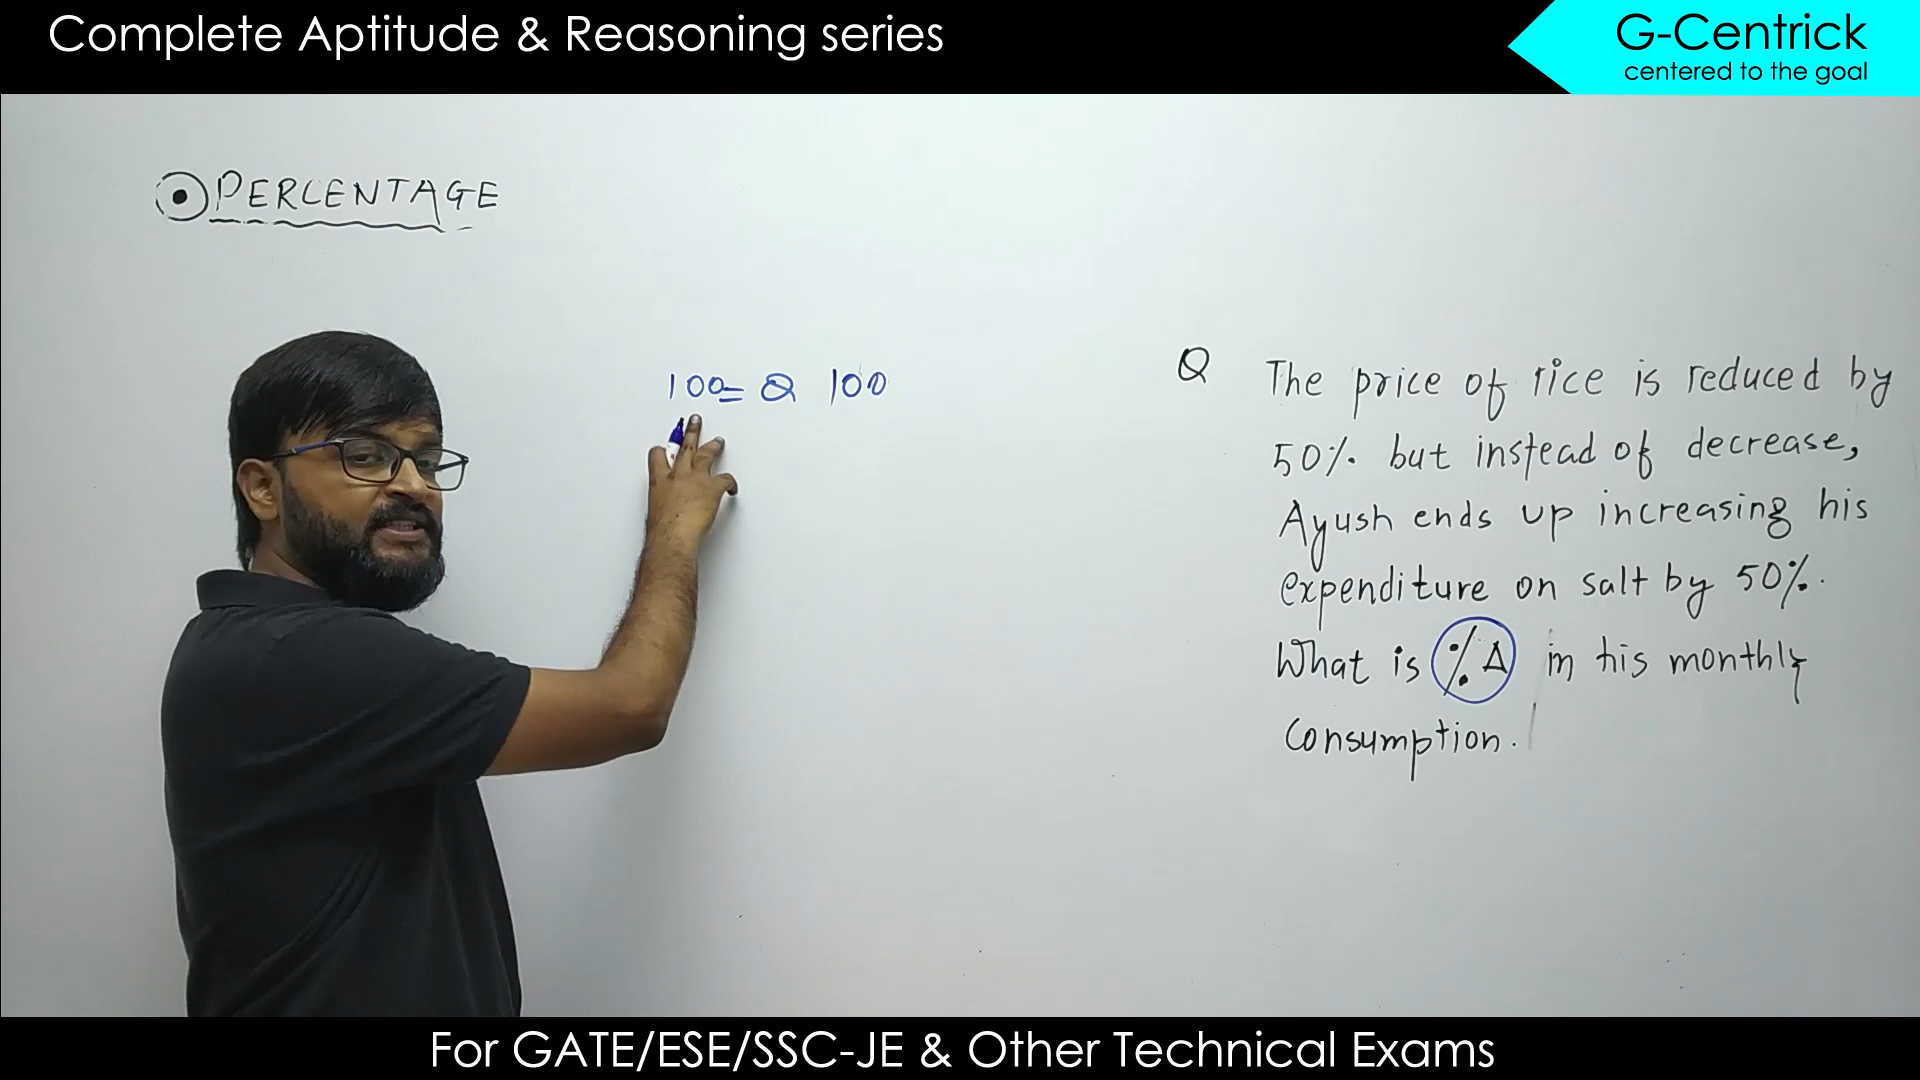 Complete Aptitude & Reasoning series
G-Centrick
centered to the goal
PERCENTAGE
100= Q 100
Q The price of rice is reduced by
50%. but instead of decrease,
Ayush ends up increasing his
expenditure on salt by 50%.
What is %Δ in his monthly
Consumption.
For GATE/ESE/SSC-JE & Other Technical Exams